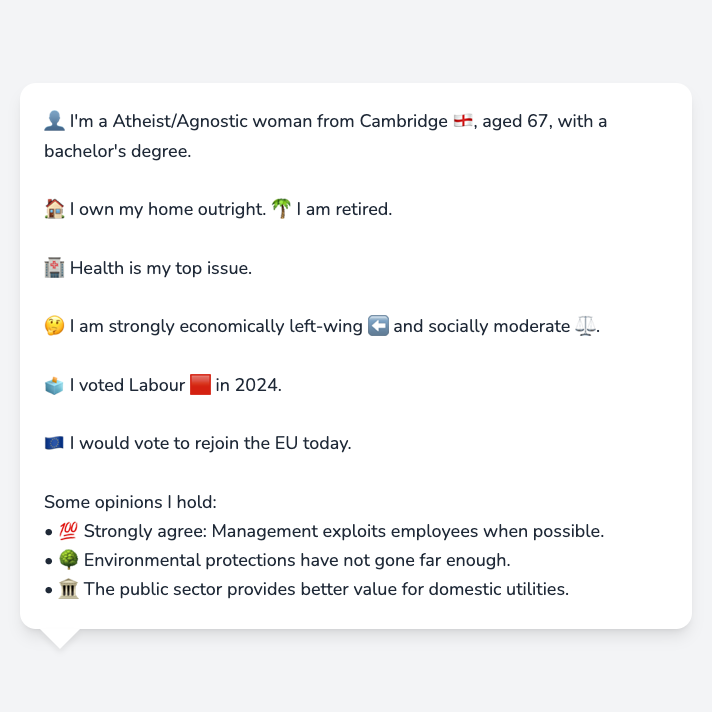 👤 I'm a Atheist/Agnostic woman from Cambridge 🏴󠁧󠁢󠁥󠁮󠁧󠁿, aged 67, with a
bachelor's degree.
🏠 I own my home outright. 🌴 I am retired.
🏥 Health is my top issue.
🤔 I am strongly economically left-wing ⬅️ and socially moderate ⚖️.
🗳️ I voted Labour 🟥 in 2024.
🇪🇺 I would vote to rejoin the EU today.
Some opinions I hold:
• 💯 Strongly agree: Management exploits employees when possible.
• 🌳 Environmental protections have not gone far enough.
• 🏛️ The public sector provides better value for domestic utilities.